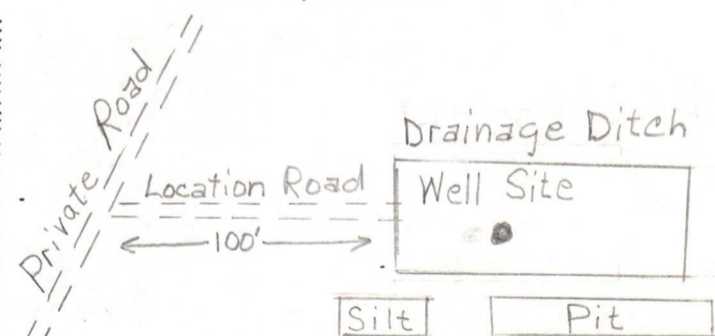 Private Road
Drainage Ditch
Location Road
Well Site
100'
Silt
Pit